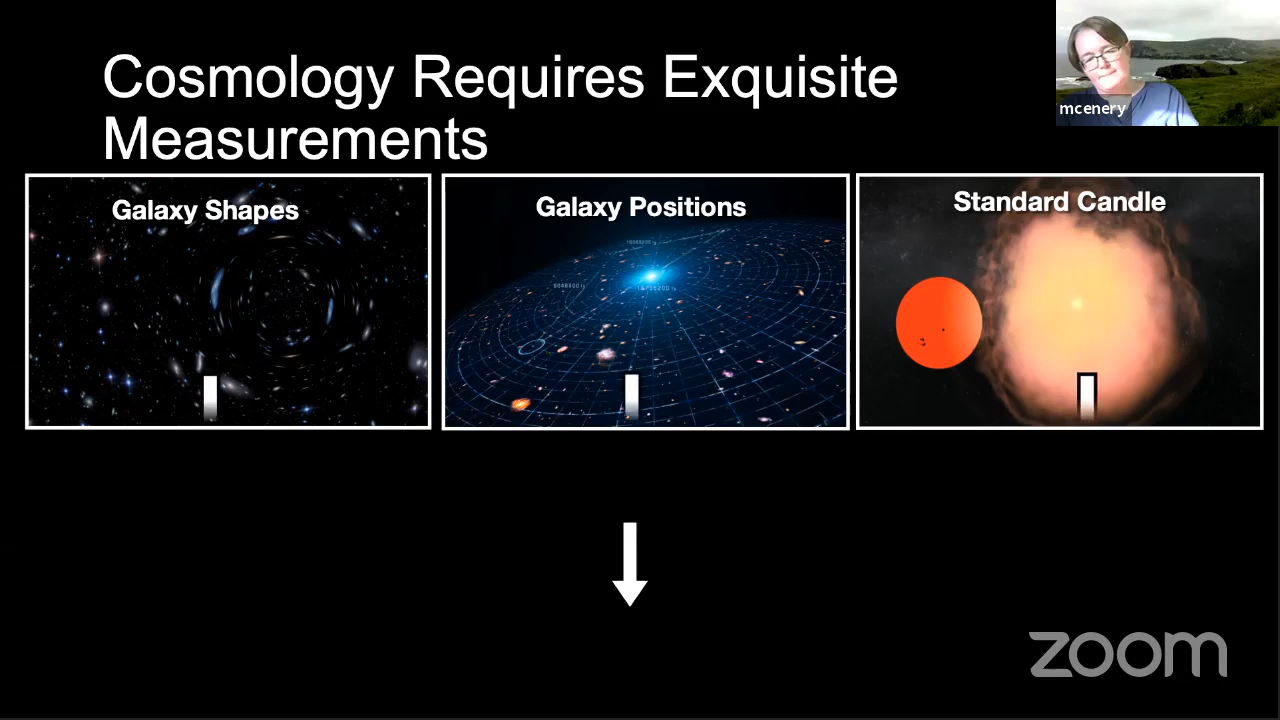 Cosmology Requires Exquisite
Measurements
mcenery
Galaxy Shapes
Galaxy Positions
Standard Candle
zoom